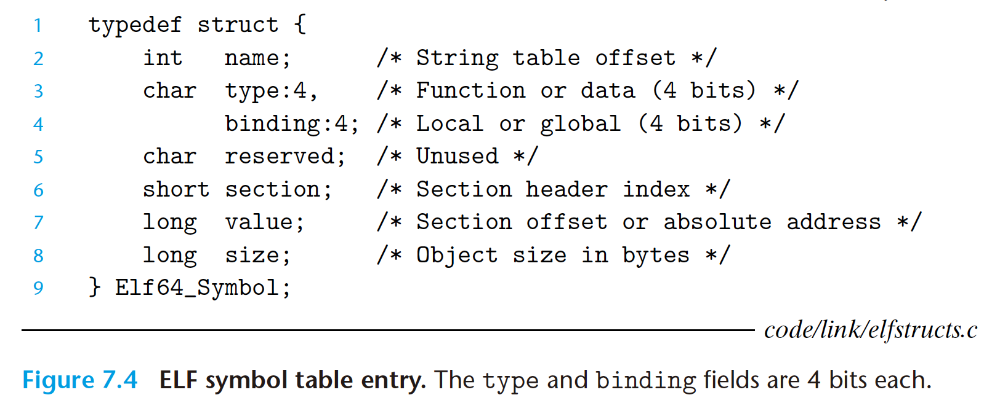 1 typedef struct {
2 int name; /* String table offset */
3 char type:4, /* Function or data (4 bits) */
4 binding:4; /* Local or global (4 bits) */
5 char reserved; /* Unused */
6 short section; /* Section header index */
7 long value; /* Section offset or absolute address */
8 long size; /* Object size in bytes */
9 } Elf64_Symbol;
code/link/elfstructs.c
Figure 7.4 ELF symbol table entry. The type and binding fields are 4 bits each.